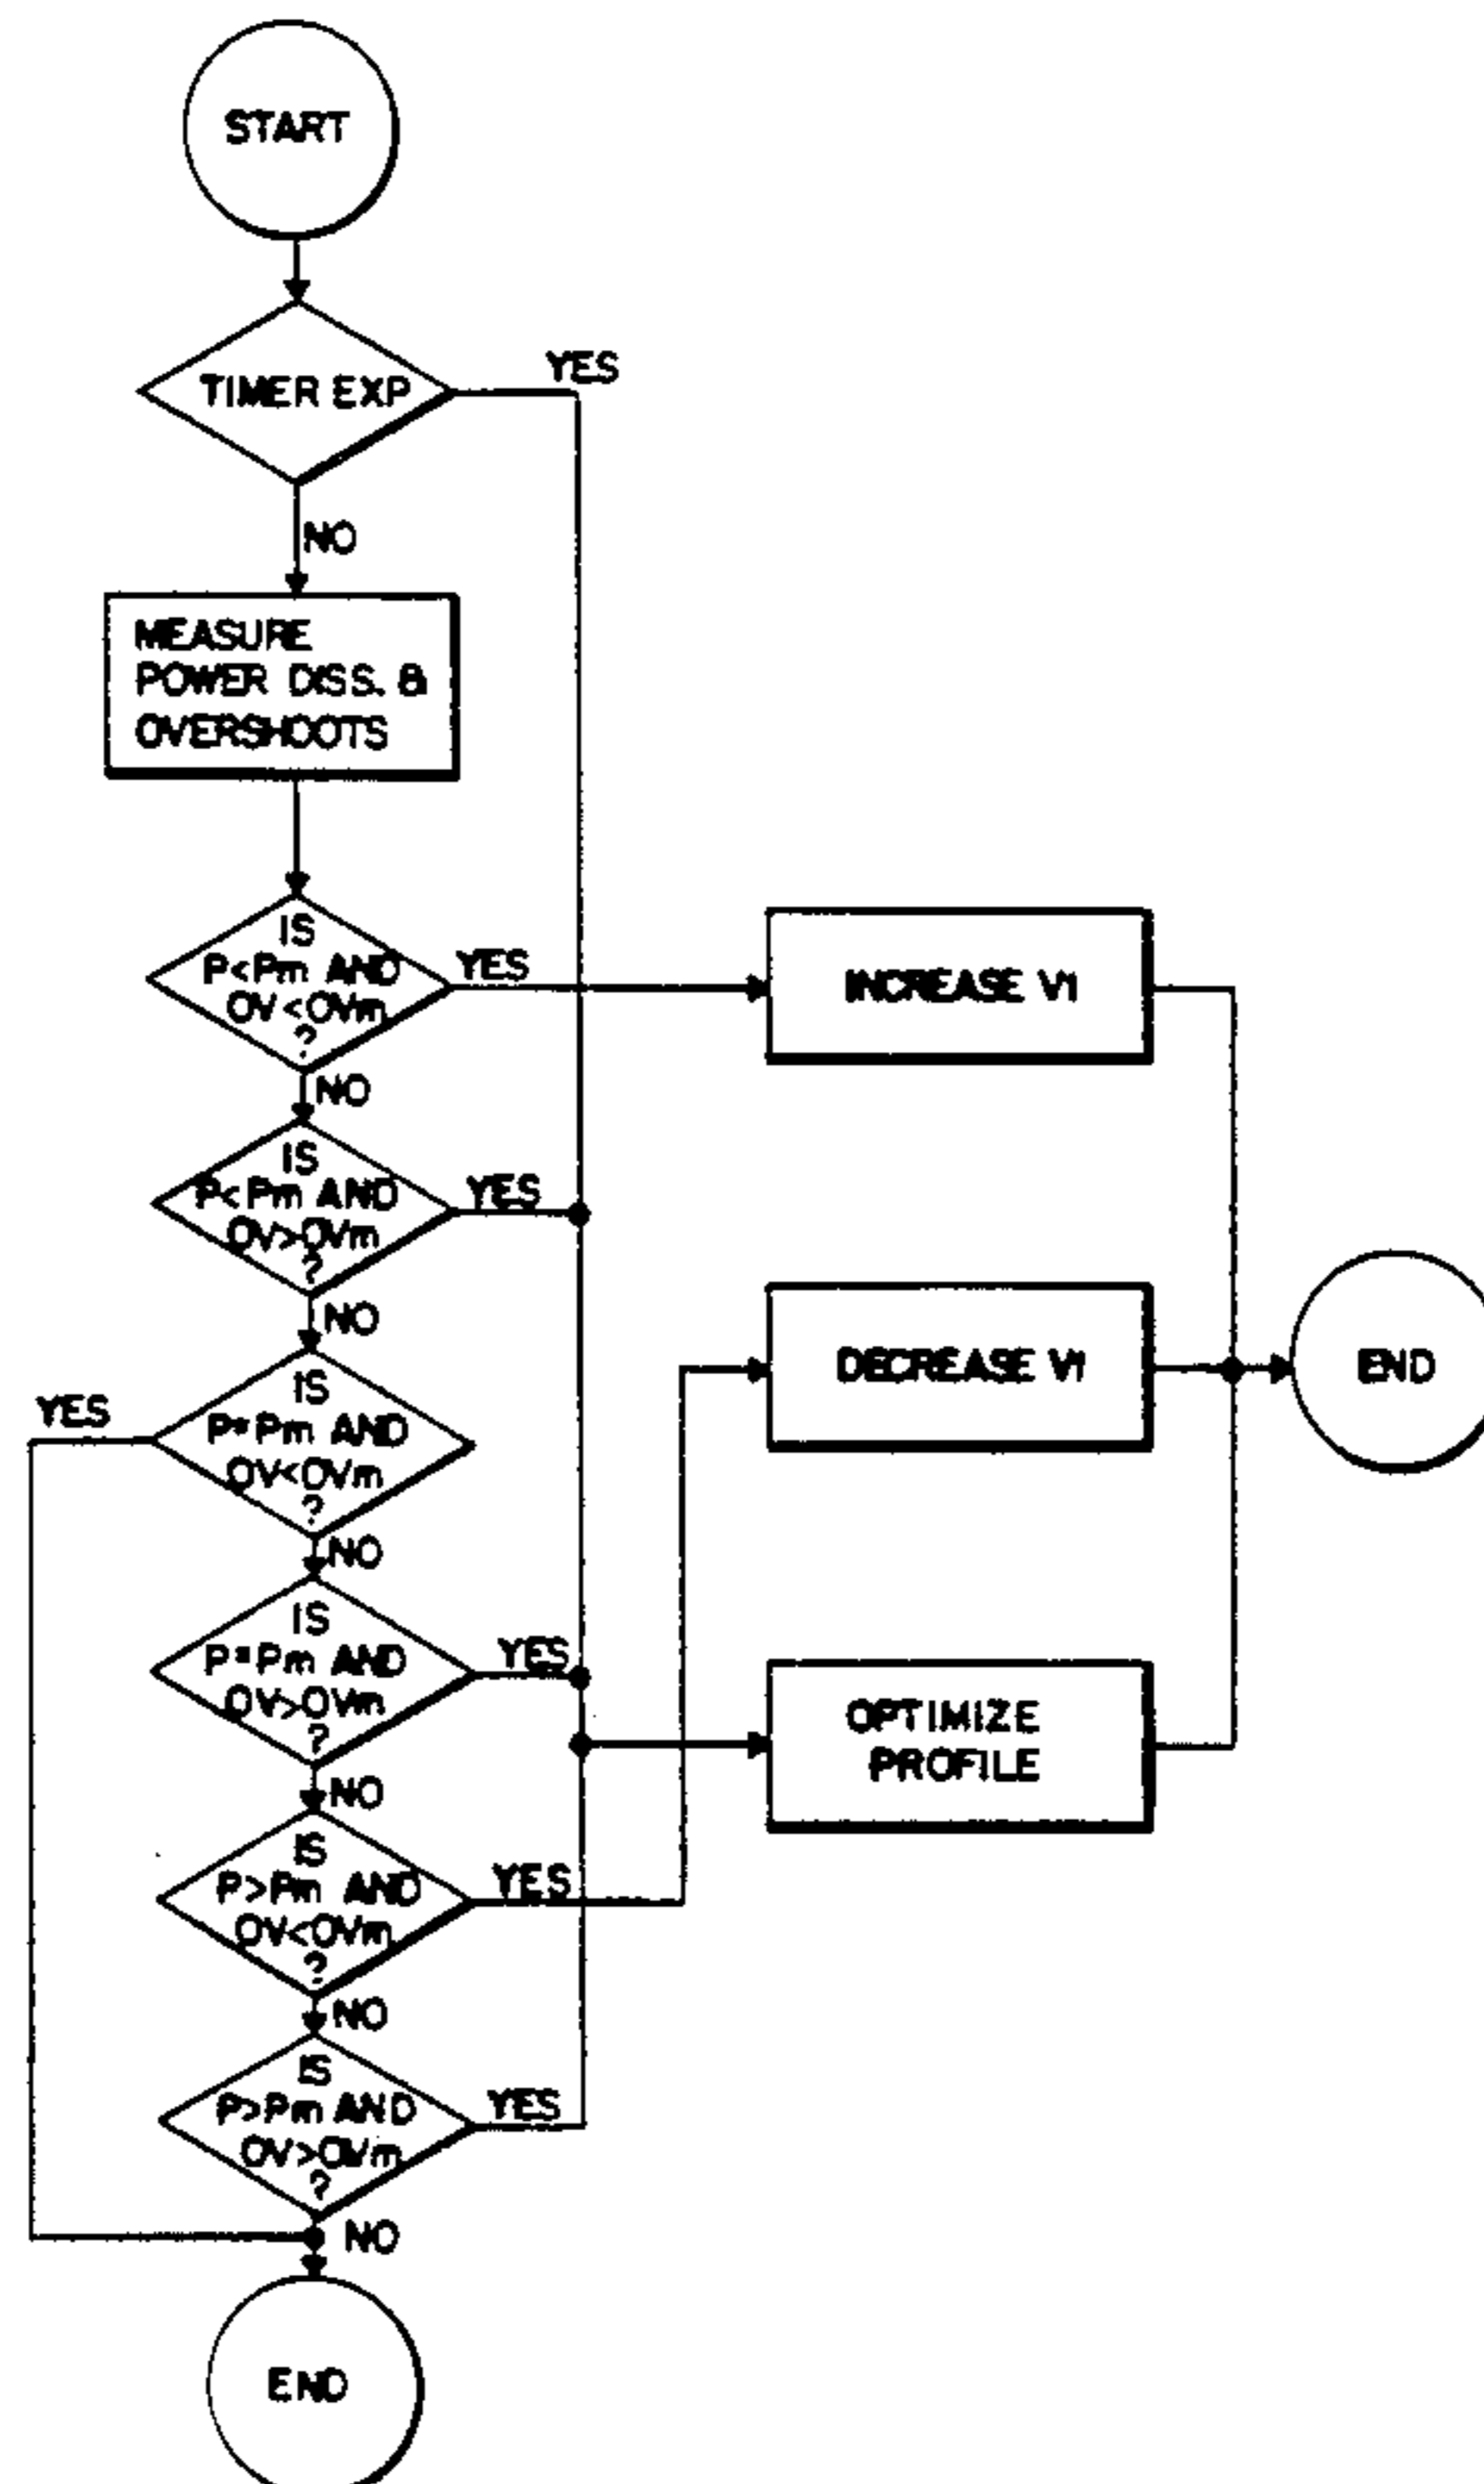 START
TIMER EXP
YES
NO
MEASURE
POWER DISS. &
OVERSHOOTS
IS
P<Pm AND
OV<OVm
?
YES
INCREASE V1
NO
IS
P<Pm AND
OV>OVm
?
YES
NO
IS
P=Pm AND
OV<OVm
?
YES
DECREASE V1
END
NO
IS
P=Pm AND
OV>OVm
?
YES
OPTIMIZE
PROFILE
NO
IS
P>Pm AND
OV<OVm
?
YES
NO
IS
P>Pm AND
OV>OVm
?
YES
NO
END